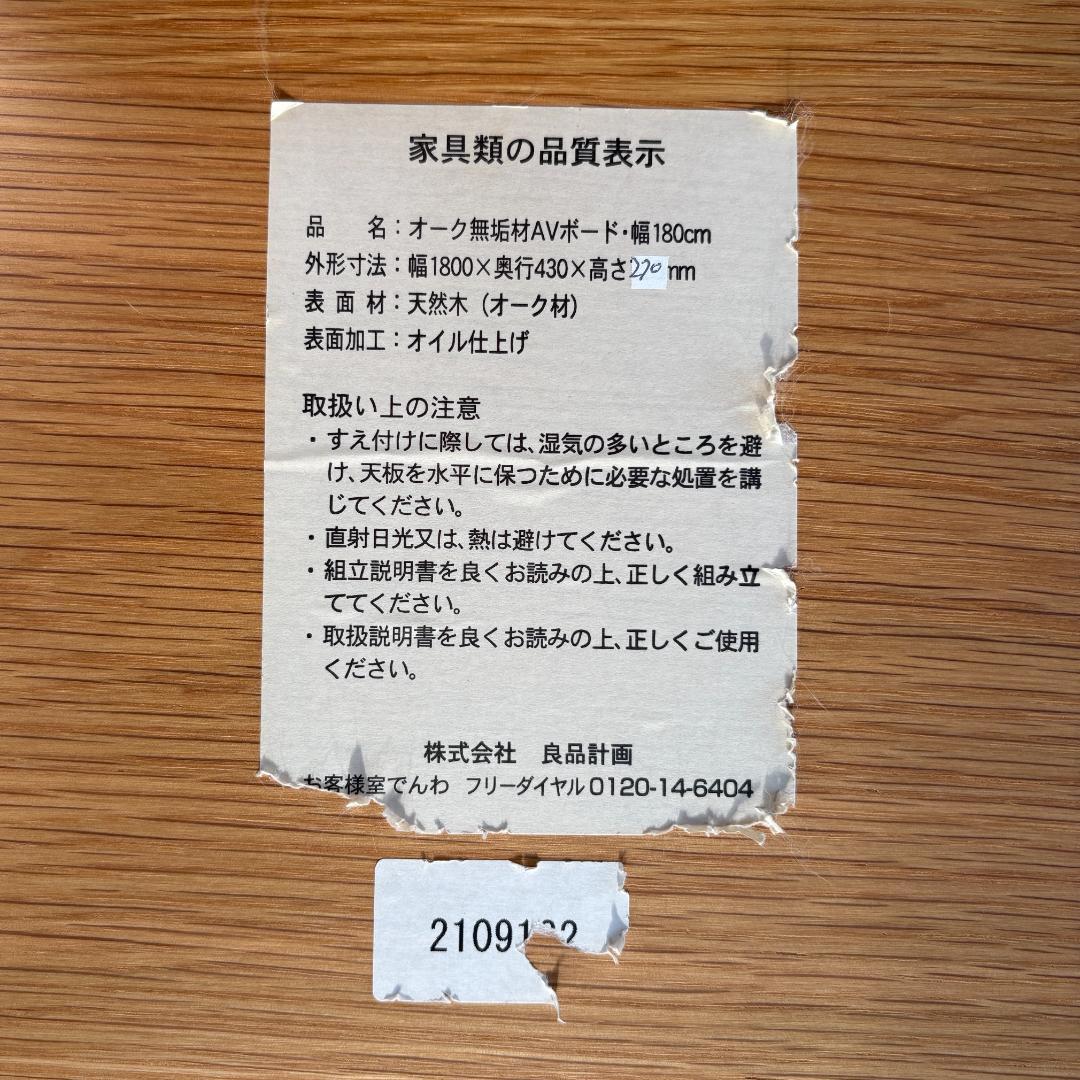 家具類の品質表示
品　　名：オーク無垢材AVボード・幅180cm
外形寸法：幅1800×奥行430×高さ270mm
表 面 材：天然木（オーク材）
表面加工：オイル仕上げ
取扱い上の注意
・すえ付けに際しては、湿気の多いところを避
け、天板を水平に保つために必要な処置を講
じてください。
・直射日光又は、熱は避けてください。
・組立説明書を良くお読みの上、正しく組み立
ててください。
・取扱説明書を良くお読みの上、正しくご使用
ください。
株式会社　良品計画
お客様室でんわ　フリーダイヤル 0120-14-6404